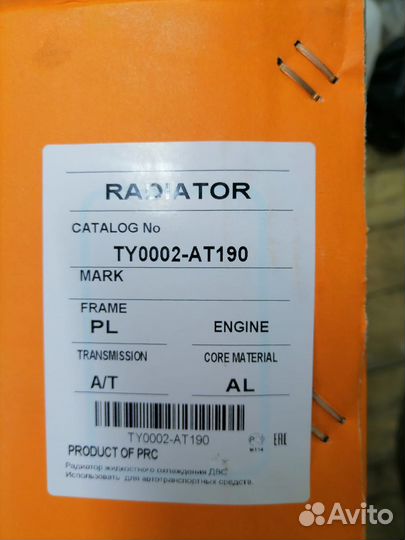 RADIATOR
CATALOG No
TY0002-AT190
MARK
FRAME
PL ENGINE
TRANSMISSION CORE MATERIAL
A/T AL
TY0002-AT190
PRODUCT OF PRC
EAC
Радиатор жидкостного охлаждения ДВС.
Использовать для автотранспортных средств.
Avito